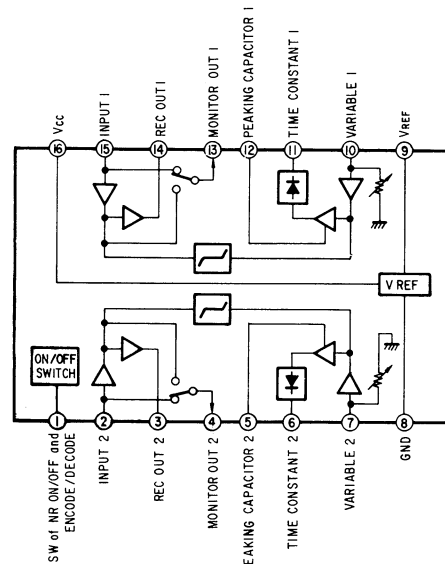 16
Vcc
15
INPUT 1
14
REC OUT 1
13
MONITOR OUT 1
12
PEAKING CAPACITOR 1
11
TIME CONSTANT 1
10
VARIABLE 1
9
VREF
V REF
ON/OFF
SWITCH
1
SW of NR ON/OFF and
ENCODE/DECODE
2
INPUT 2
3
REC OUT 2
4
MONITOR OUT 2
5
EAKING CAPACITOR 2
6
TIME CONSTANT 2
7
VARIABLE 2
8
GND